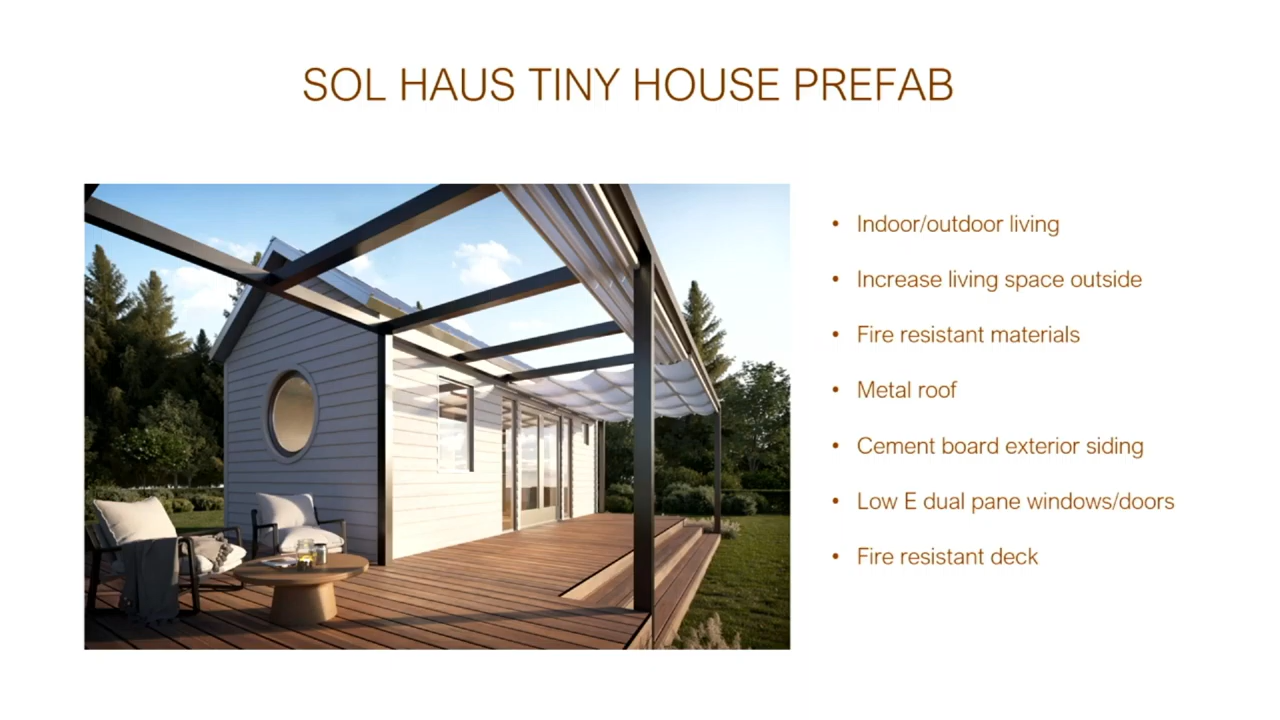 SOL HAUS TINY HOUSE PREFAB
• Indoor/outdoor living
• Increase living space outside
• Fire resistant materials
• Metal roof
• Cement board exterior siding
• Low E dual pane windows/doors
• Fire resistant deck